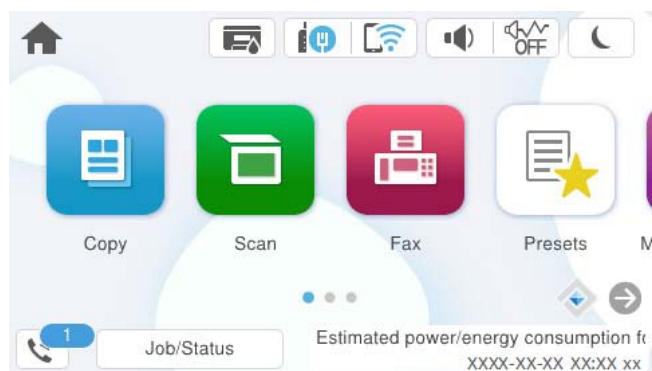 OFF
Copy
Scan
Fax
Presets
M
1
Job/Status
Estimated power/energy consumption fo
XXXX-XX-XX XX:XX xx